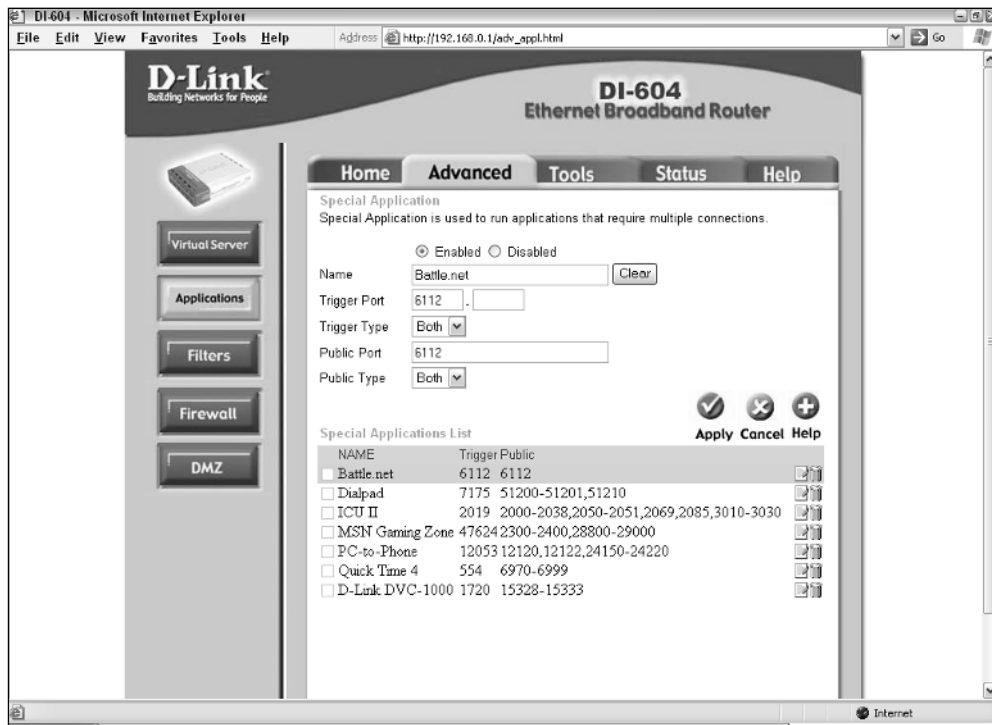 DI-604 - Microsoft Internet Explorer
File Edit View Favorites Tools Help Address http://192.168.0.1/adv_appl.html Go
D-Link
Building Networks for People
DI-604
Ethernet Broadband Router
Home Advanced Tools Status Help
Virtual Server
Applications
Filters
Firewall
DMZ
Special Application
Special Application is used to run applications that require multiple connections.
Enabled Disabled
Name Battle.net Clear
Trigger Port 6112 .
Trigger Type Both
Public Port 6112
Public Type Both
Apply Cancel Help
Special Applications List
NAME Trigger Public
Battle.net 6112 6112
Dialpad 7175 51200-51201,51210
ICU II 2019 2000-2038,2050-2051,2069,2085,3010-3030
MSN Gaming Zone 47624 2300-2400,28800-29000
PC-to-Phone 12053 12120,12122,24150-24220
Quick Time 4 554 6970-6999
D-Link DVC-1000 1720 15328-15333
Internet